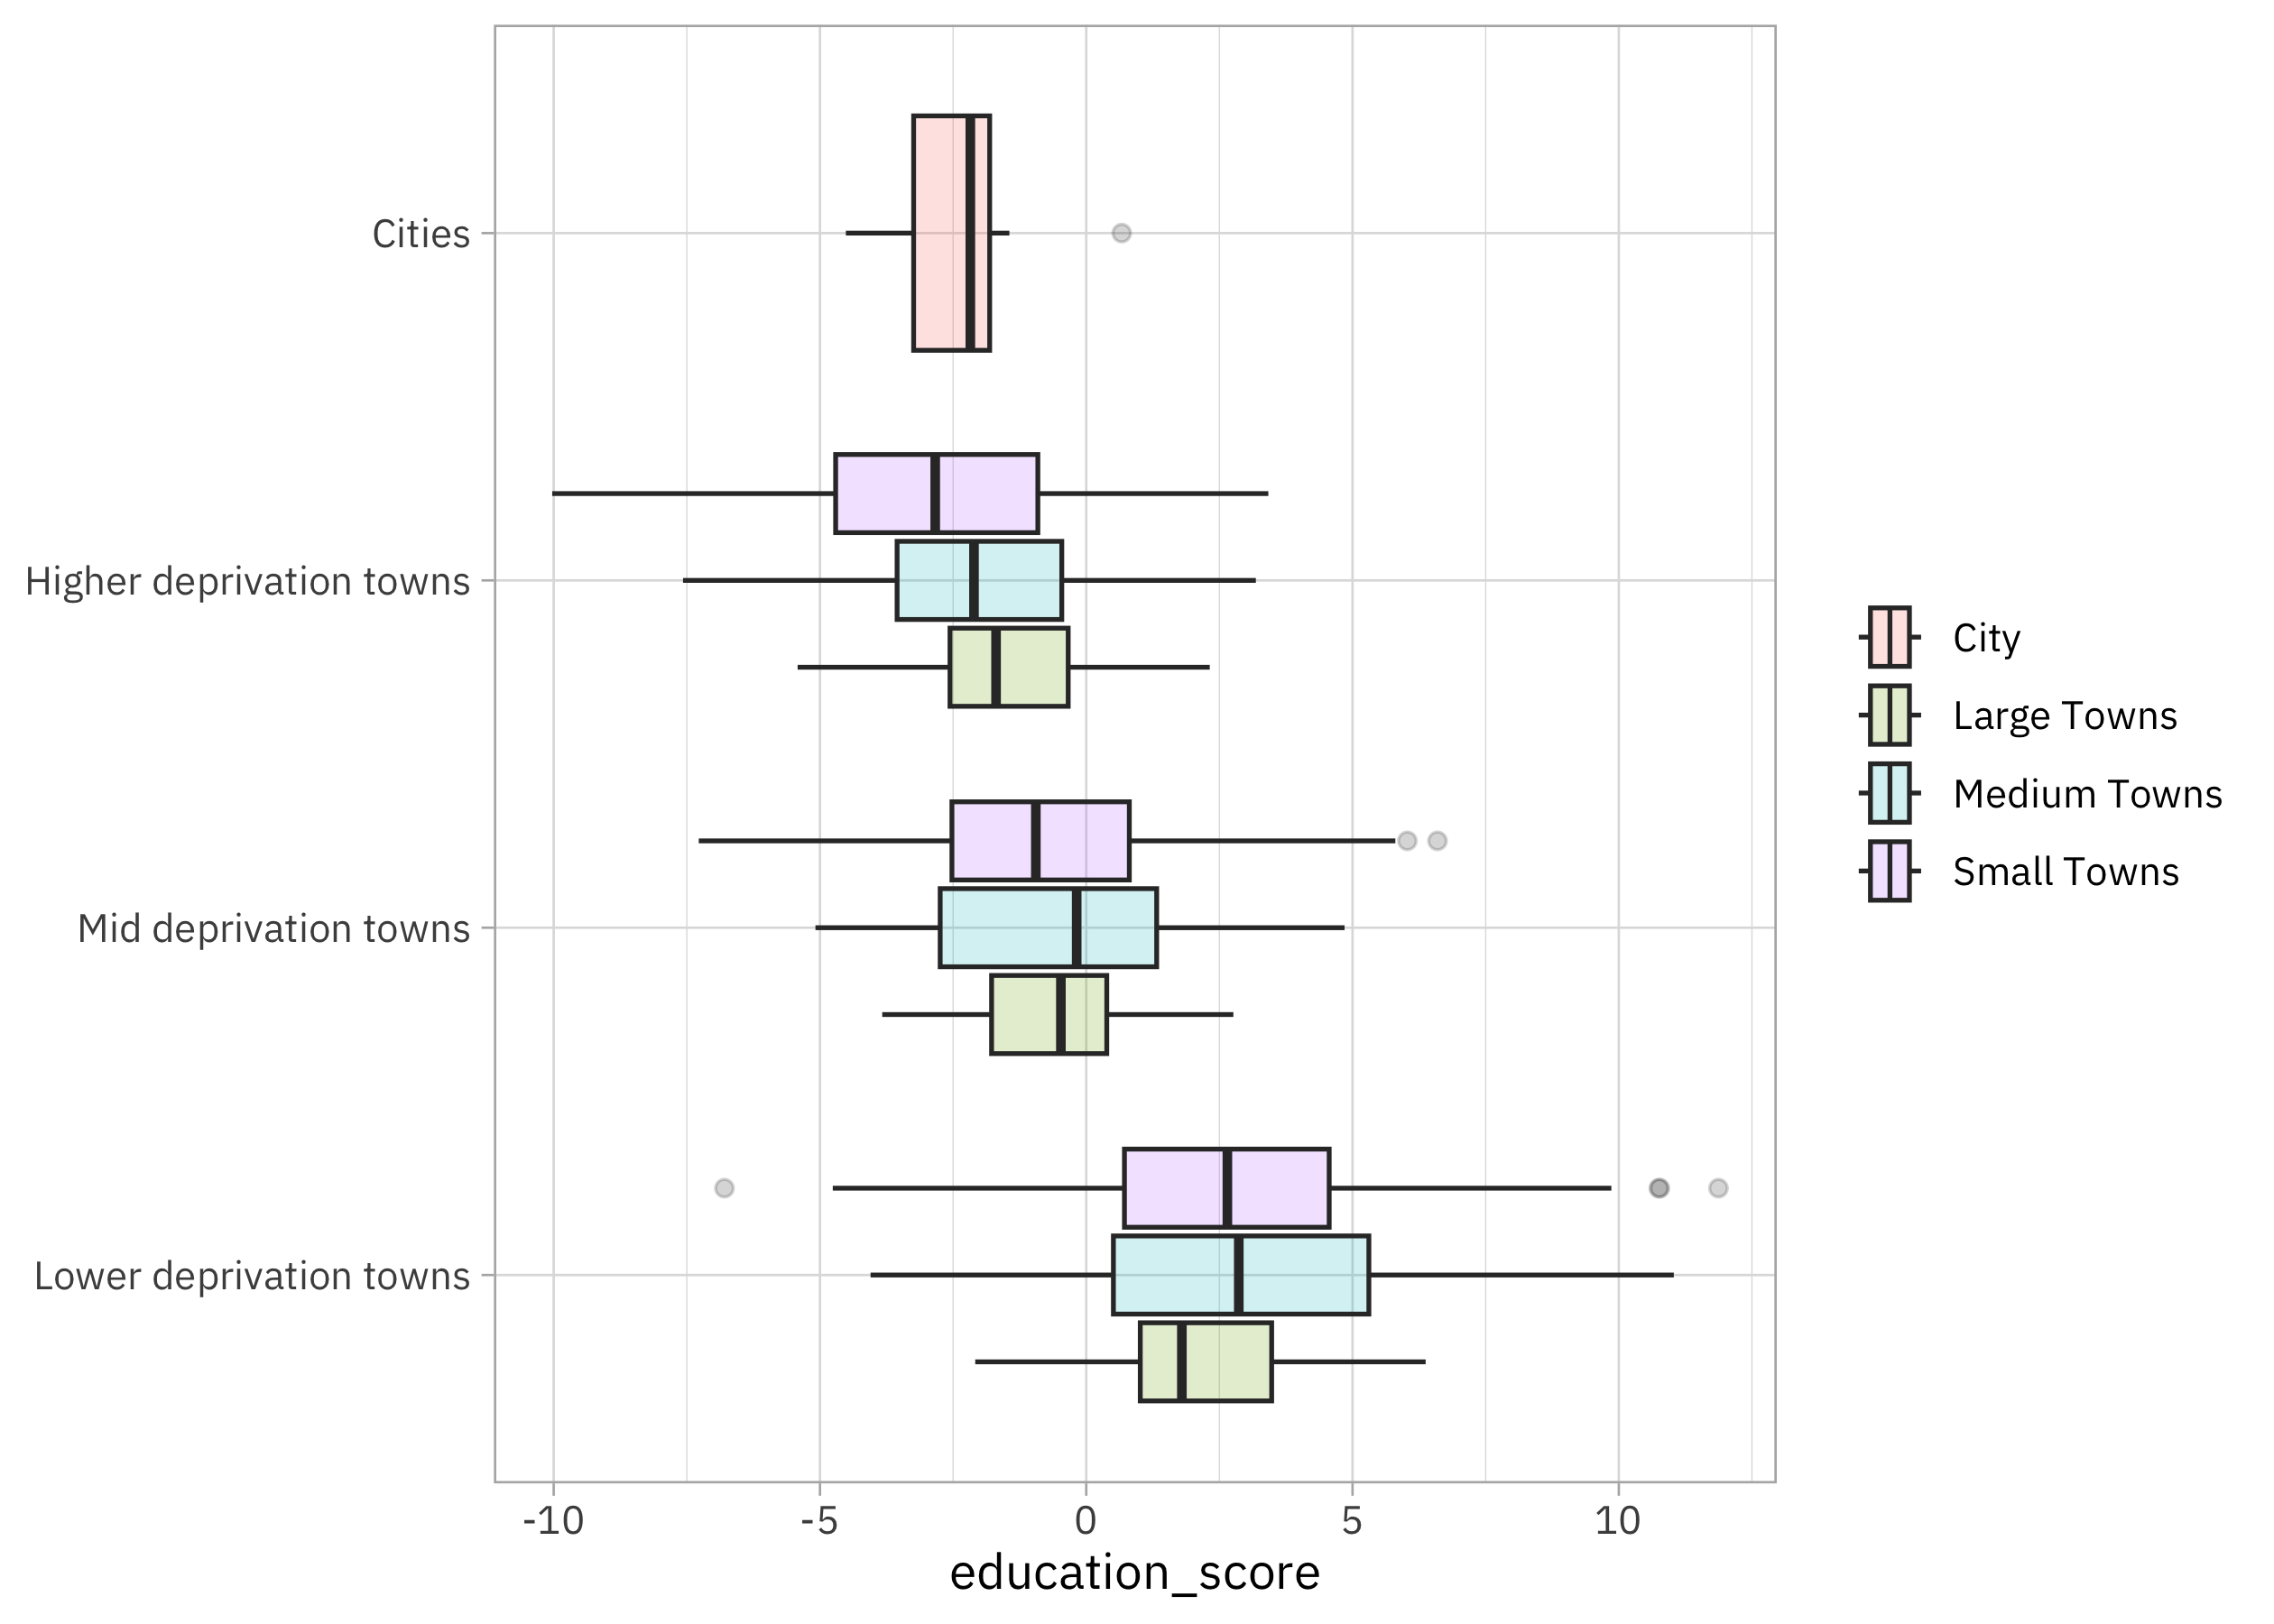 Cities
Higher deprivation towns
Mid deprivation towns
Lower deprivation towns
-10 -5 0 5 10
education_score
City
Large Towns
Medium Towns
Small Towns